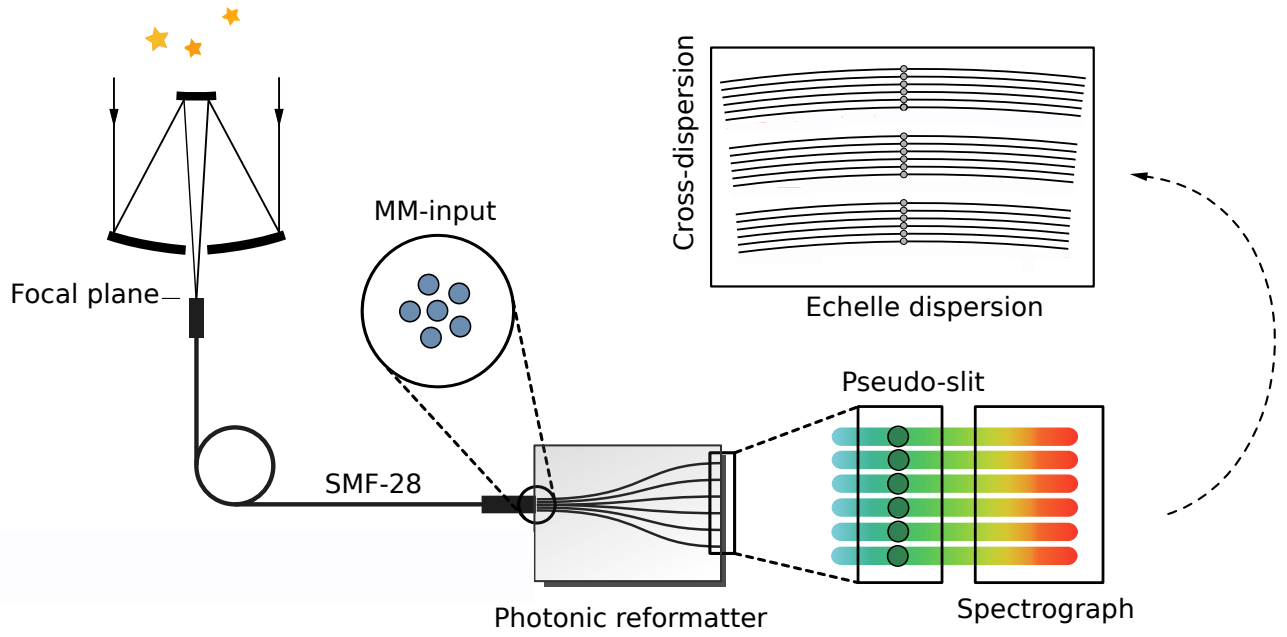 Focal plane
MM-input
SMF-28
Photonic reformatter
Pseudo-slit
Spectrograph
Cross-dispersion
Echelle dispersion